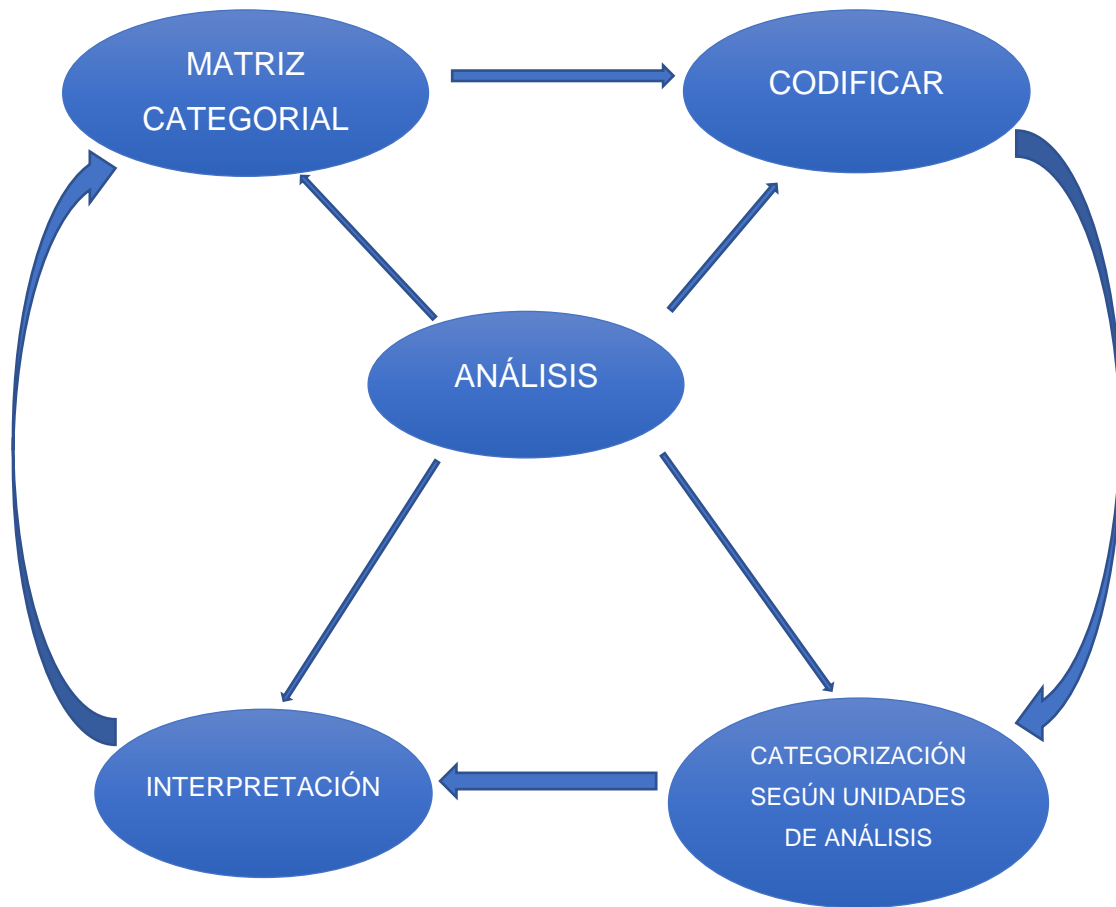 MATRIZ
CATEGORIAL
CODIFICAR
ANÁLISIS
INTERPRETACIÓN
CATEGORIZACIÓN
SEGÚN UNIDADES
DE ANÁLISIS